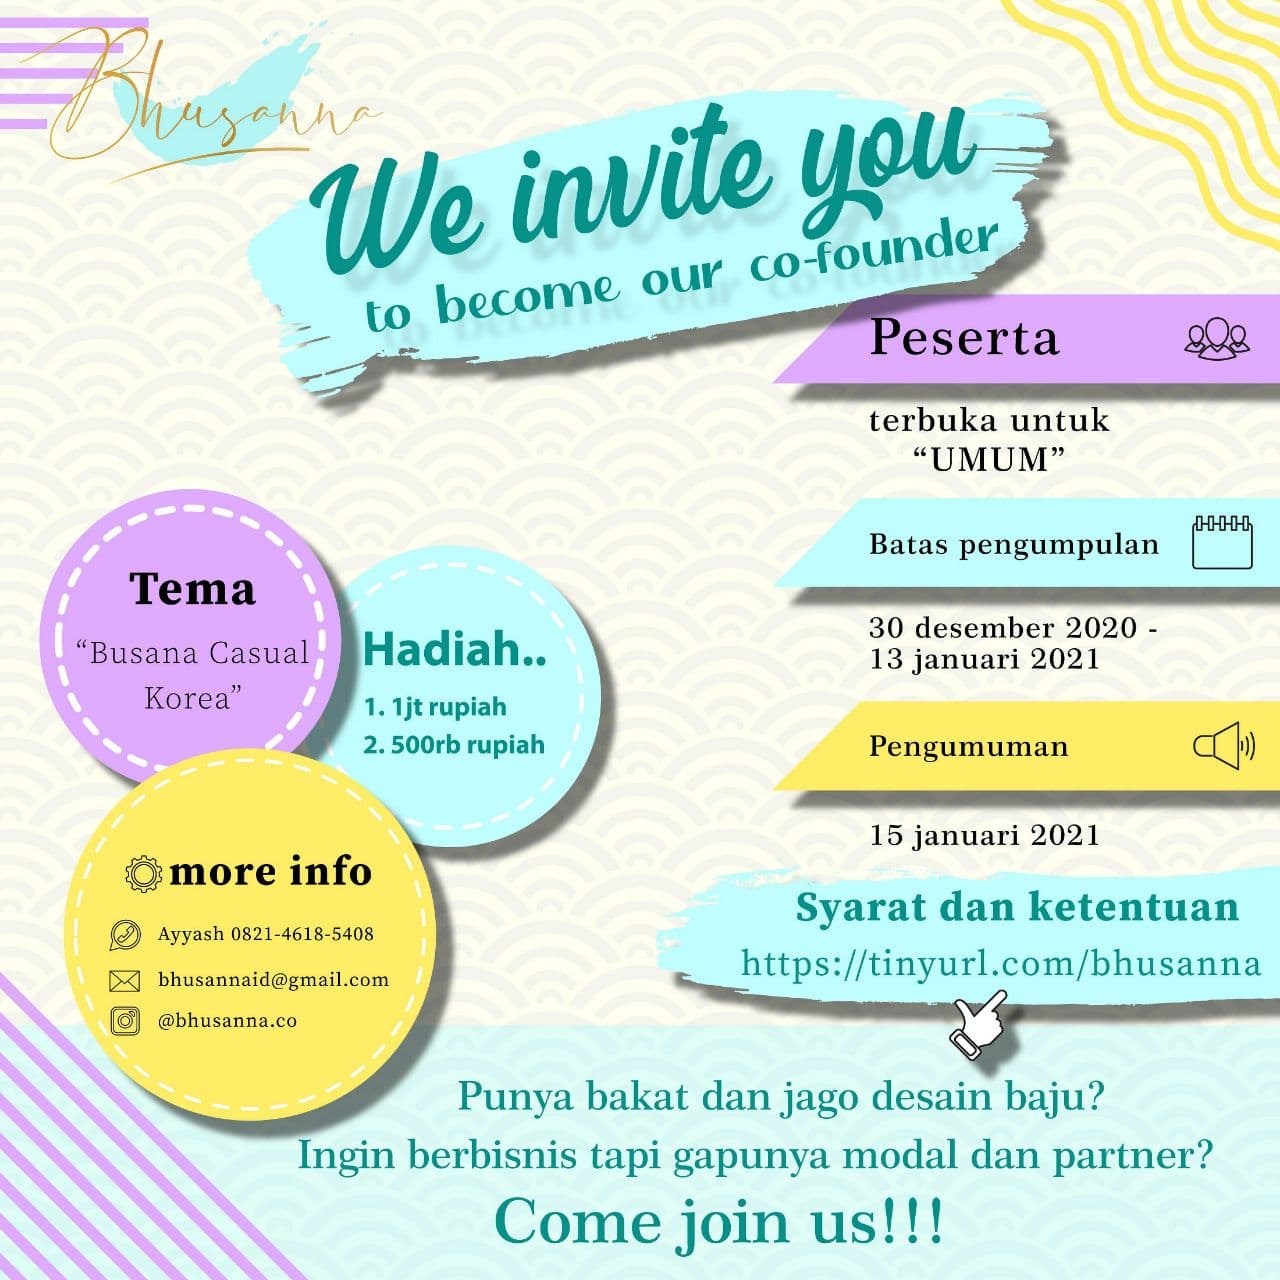 Bhusanna
We invite you
to become our co-founder
Peserta
terbuka untuk
“UMUM”
Batas pengumpulan
30 desember 2020 -
13 januari 2021
Pengumuman
15 januari 2021
Syarat dan ketentuan
https://tinyurl.com/bhusanna
Tema
“Busana Casual
Korea”
Hadiah..
1. 1jt rupiah
2. 500rb rupiah
more info
Ayyash 0821-4618-5408
bhusannaid@gmail.com
@bhusanna.co
Punya bakat dan jago desain baju?
Ingin berbisnis tapi gapunya modal dan partner?
Come join us!!!